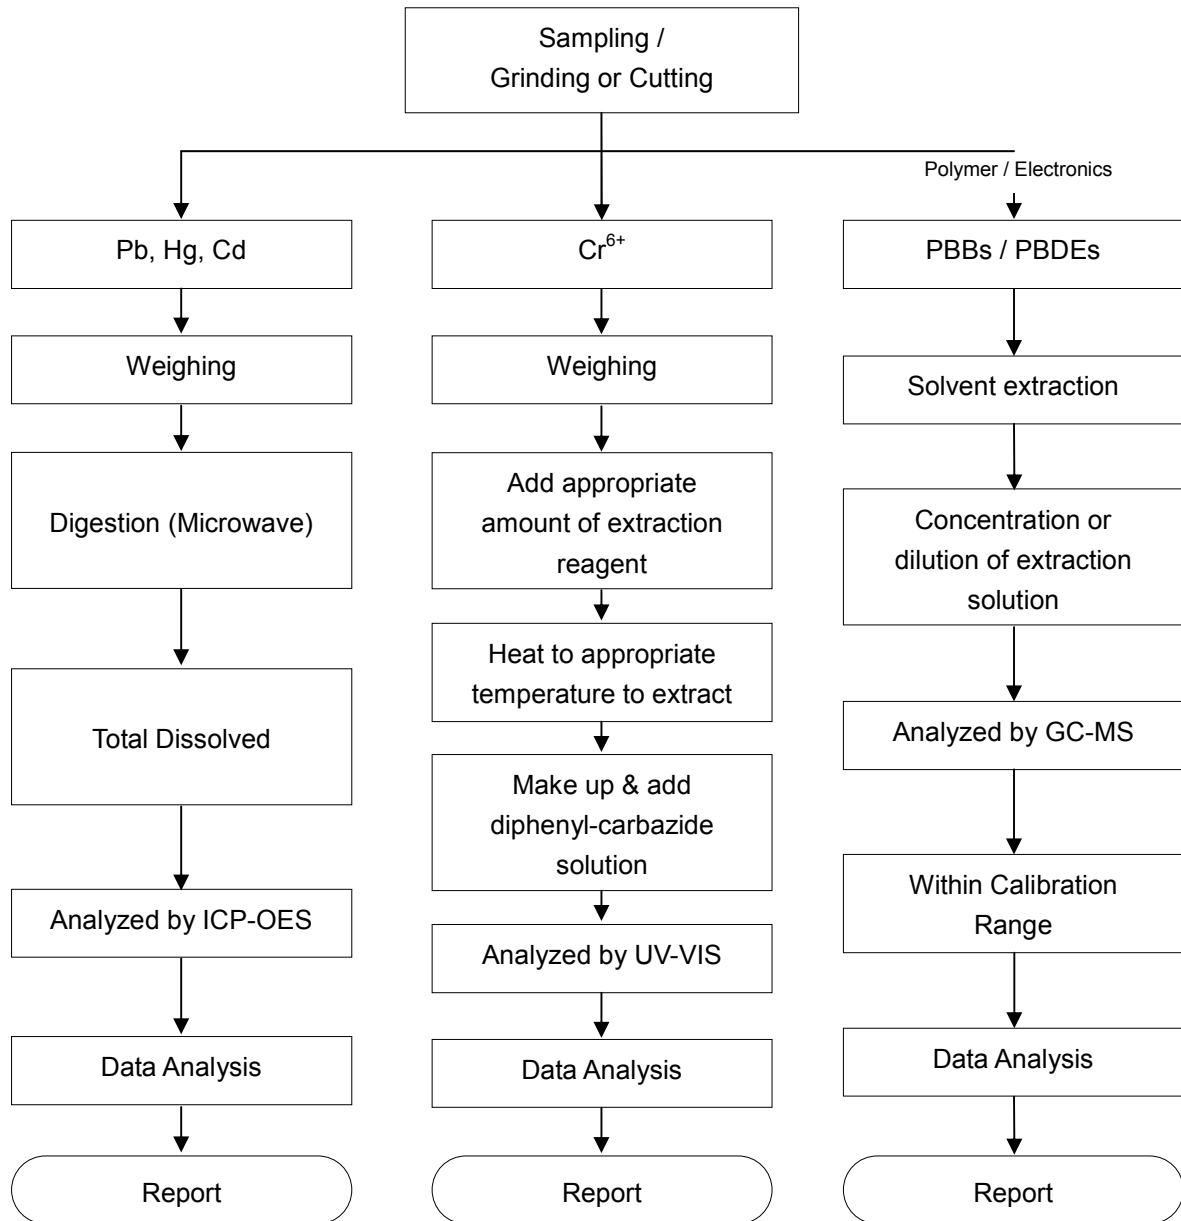 Sampling /
Grinding or Cutting
Polymer / Electronics
Pb, Hg, Cd
Weighing
Digestion (Microwave)
Total Dissolved
Analyzed by ICP-OES
Data Analysis
Report
Cr⁶⁺
Weighing
Add appropriate
amount of extraction
reagent
Heat to appropriate
temperature to extract
Make up & add
diphenyl-carbazide
solution
Analyzed by UV-VIS
Data Analysis
Report
PBBs / PBDEs
Solvent extraction
Concentration or
dilution of extraction
solution
Analyzed by GC-MS
Within Calibration
Range
Data Analysis
Report